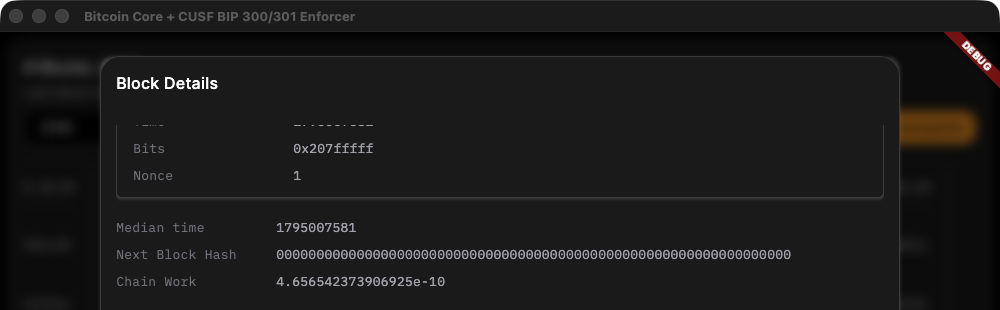 Bitcoin Core + CUSF BIP 300/301 Enforcer
DEBUG
Block Details
Bits 0x207fffff
Nonce 1
Median time 1795007581
Next Block Hash 0000000000000000000000000000000000000000000000000000000000000000
Chain Work 4.656542373906925e-10